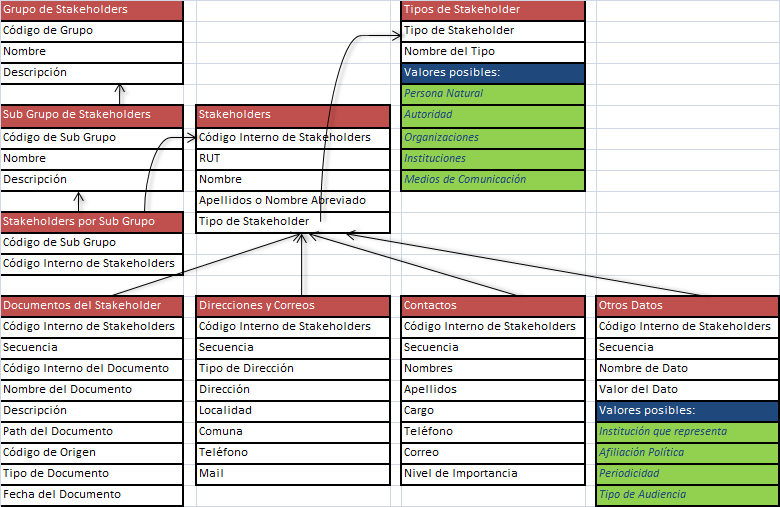 Grupo de Stakeholders
Código de Grupo
Nombre
Descripción
Tipos de Stakeholder
Tipo de Stakeholder
Nombre del Tipo
Valores posibles:
Persona Natural
Autoridad
Organizaciones
Instituciones
Medios de Comunicación
Sub Grupo de Stakeholders
Código de Sub Grupo
Nombre
Descripción
Stakeholders
Código Interno de Stakeholders
RUT
Nombre
Apellidos o Nombre Abreviado
Tipo de Stakeholder
Stakeholders por Sub Grupo
Código de Sub Grupo
Código Interno de Stakeholders
Documentos del Stakeholder
Código Interno de Stakeholders
Secuencia
Código Interno del Documento
Nombre del Documento
Descripción
Path del Documento
Código de Origen
Tipo de Documento
Fecha del Documento
Direcciones y Correos
Código Interno de Stakeholders
Secuencia
Tipo de Dirección
Dirección
Localidad
Comuna
Teléfono
Mail
Contactos
Código Interno de Stakeholders
Secuencia
Nombres
Apellidos
Cargo
Teléfono
Correo
Nivel de Importancia
Otros Datos
Código Interno de Stakeholders
Secuencia
Nombre de Dato
Valor del Dato
Valores posibles:
Institución que representa
Afiliación Política
Periodicidad
Tipo de Audiencia